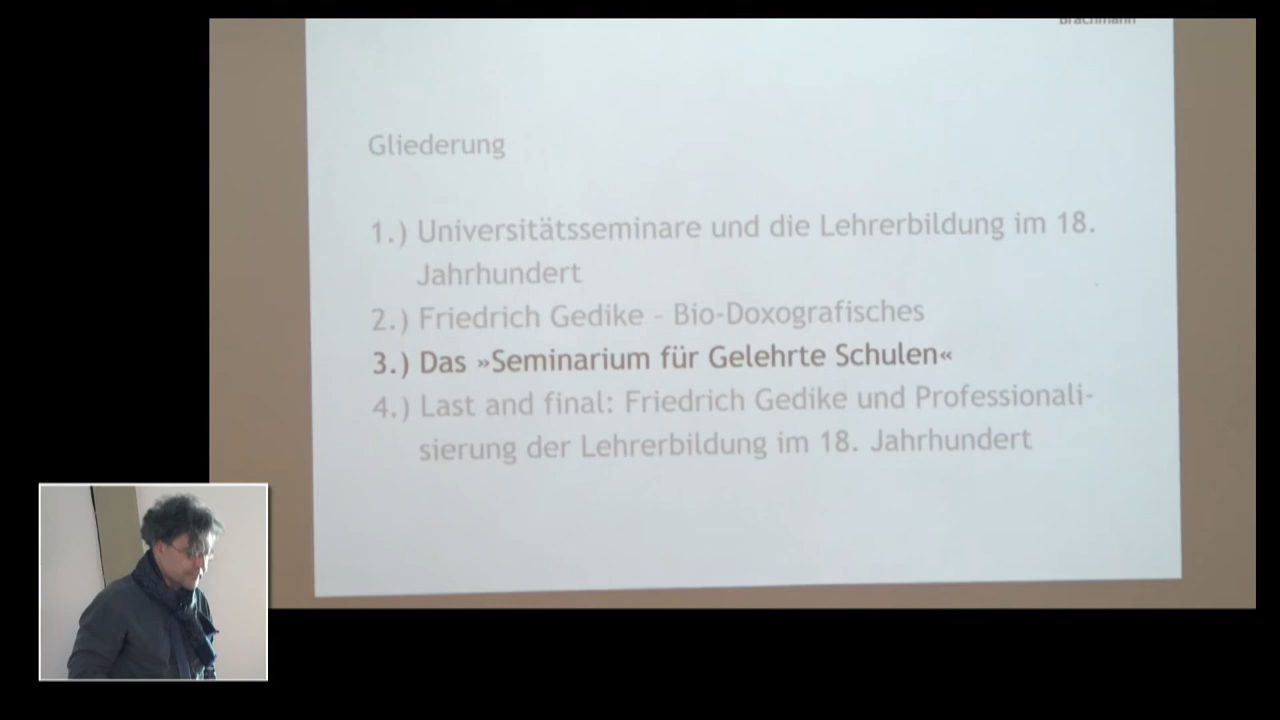 Brachmann
Gliederung
1.) Universitätsseminare und die Lehrerbildung im 18.
Jahrhundert
2.) Friedrich Gedike - Bio-Doxografisches
3.) Das »Seminarium für Gelehrte Schulen«
4.) Last and final: Friedrich Gedike und Professionali-
sierung der Lehrerbildung im 18. Jahrhundert